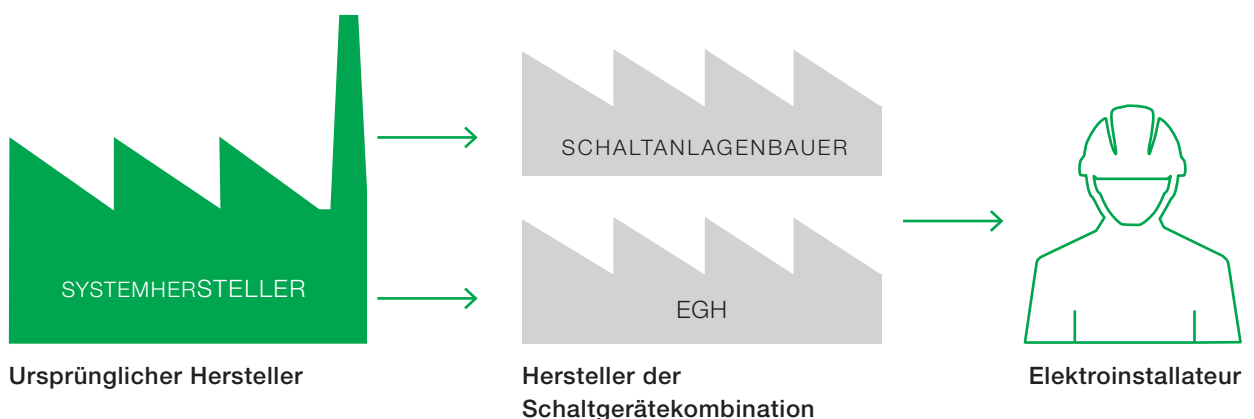 SCHALTANLAGENBAUER
SYSTEMHERSTELLER
EGH
Ursprünglicher Hersteller
Hersteller der
Schaltgerätekombination
Elektroinstallateur